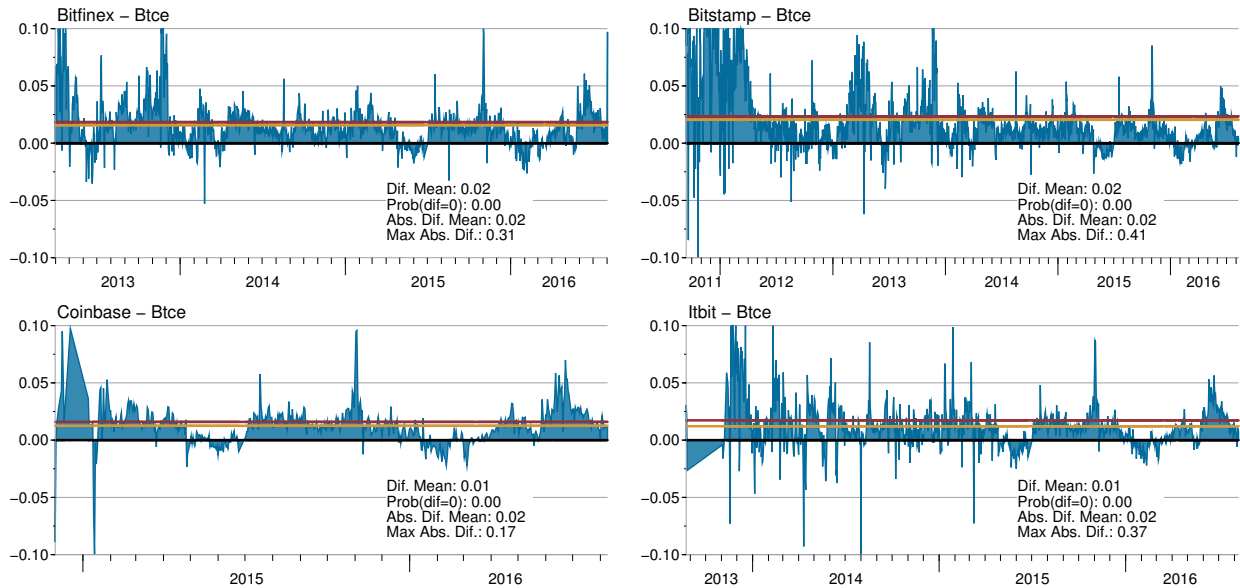 Bitfinex − Btce
0.10
0.05
0.00
−0.05
−0.10
Dif. Mean: 0.02
Prob(dif=0): 0.00
Abs. Dif. Mean: 0.02
Max Abs. Dif.: 0.31
2013 2014 2015 2016
Bitstamp − Btce
0.10
0.05
0.00
−0.05
−0.10
Dif. Mean: 0.02
Prob(dif=0): 0.00
Abs. Dif. Mean: 0.02
Max Abs. Dif.: 0.41
2011 2012 2013 2014 2015 2016
Coinbase − Btce
0.10
0.05
0.00
−0.05
−0.10
Dif. Mean: 0.01
Prob(dif=0): 0.00
Abs. Dif. Mean: 0.02
Max Abs. Dif.: 0.17
2015 2016
Itbit − Btce
0.10
0.05
0.00
−0.05
−0.10
Dif. Mean: 0.01
Prob(dif=0): 0.00
Abs. Dif. Mean: 0.02
Max Abs. Dif.: 0.37
2013 2014 2015 2016